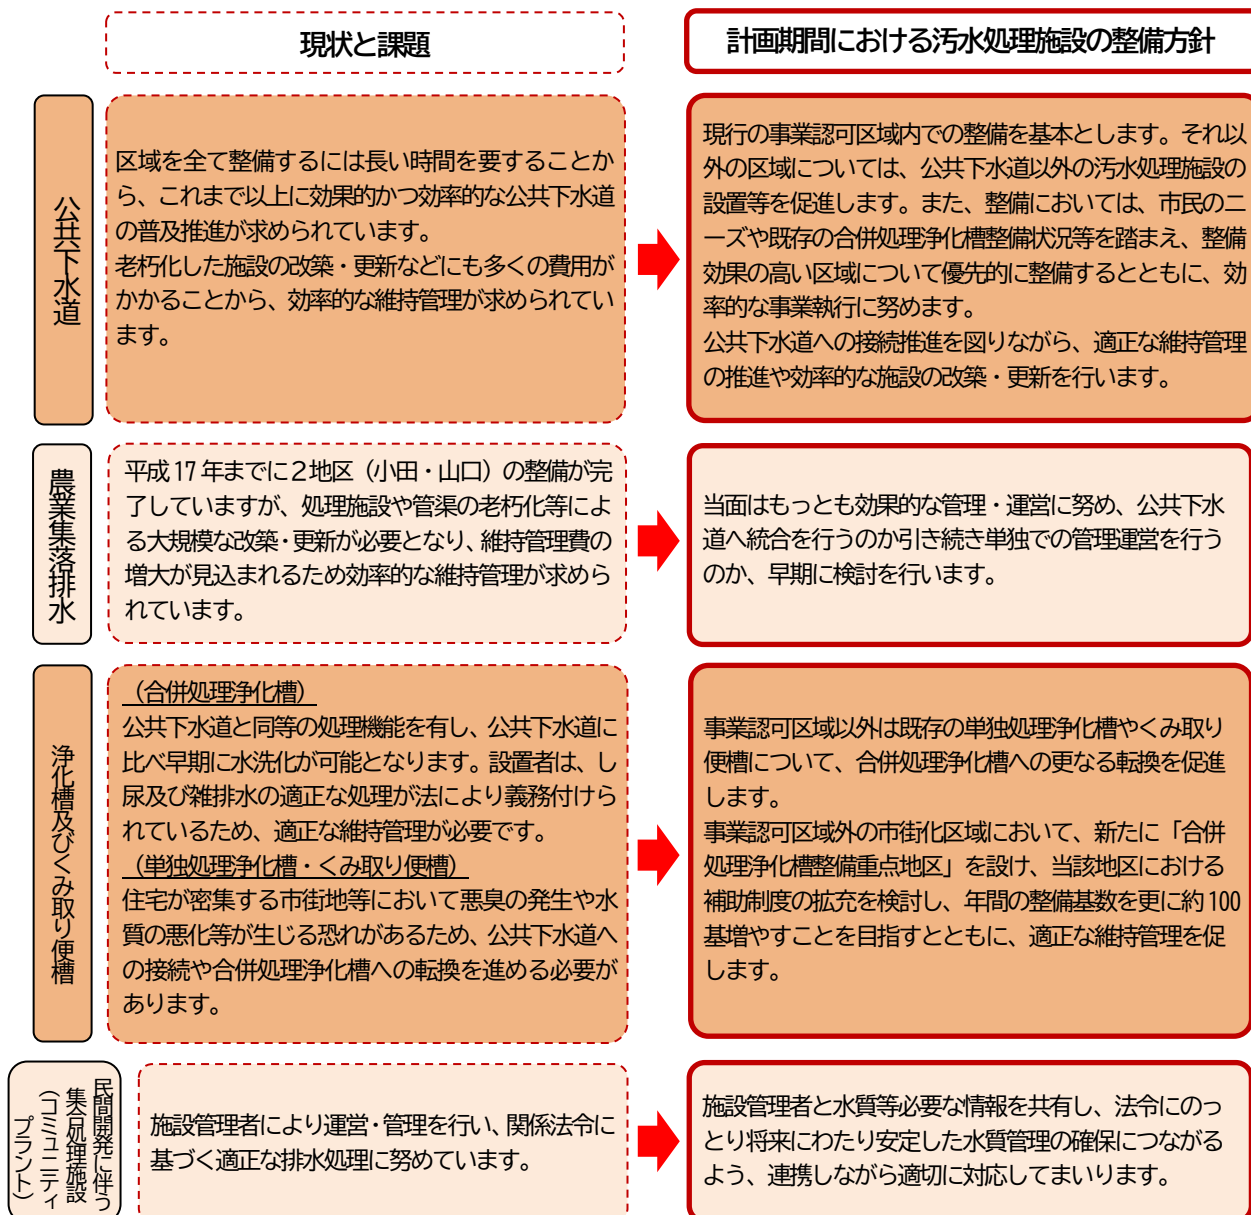 現状と課題
計画期間における汚水処理施設の整備方針
公共下水道
区域を全て整備するには長い時間を要することか
ら、これまで以上に効果的かつ効率的な公共下水道
の普及推進が求められています。
老朽化した施設の改築・更新などにも多くの費用が
かかることから、効率的な維持管理が求められてい
ます。
現行の事業認可区域内での整備を基本とします。それ以
外の区域については、公共下水道以外の汚水処理施設の
設置等を促進します。また、整備においては、市民のニ
ーズや既存の合併処理浄化槽整備状況等を踏まえ、整備
効果の高い区域について優先的に整備するとともに、効
率的な事業執行に努めます。
公共下水道への接続推進を図りながら、適正な維持管理
の推進や効率的な施設の改築・更新を行います。
農業集落排水
平成17年までに２地区（小田・山口）の整備が完
了していますが、処理施設や管渠の老朽化等によ
る大規模な改築・更新が必要となり、維持管理費の
増大が見込まれるため効率的な維持管理が求めら
れています。
当面はもっとも効果的な管理・運営に努め、公共下水
道へ統合を行うのか引き続き単独での管理運営を行う
のか、早期に検討を行います。
浄化槽及びくみ取り便槽
（合併処理浄化槽）
公共下水道と同等の処理機能を有し、公共下水道に
比べ早期に水洗化が可能となります。設置者は、し
尿及び雑排水の適正な処理が法により義務付けら
れているため、適正な維持管理が必要です。
（単独処理浄化槽・くみ取り便槽）
住宅が密集する市街地等において悪臭の発生や水
質の悪化等が生じる恐れがあるため、公共下水道へ
の接続や合併処理浄化槽への転換を進める必要が
あります。
事業認可区域以外は既存の単独処理浄化槽やくみ取り
便槽について、合併処理浄化槽への更なる転換を促進
します。
事業認可区域外の市街化区域において、新たに「合併
処理浄化槽整備重点地区」を設け、当該地区における
補助制度の拡充を検討し、年間の整備基数を更に約100
基増やすことを目指すとともに、適正な維持管理を促
します。
民間開発に伴う
集合処理施設
（コミュニティ
プラント）
施設管理者により運営・管理を行い、関係法令に
基づく適正な排水処理に努めています。
施設管理者と水質等必要な情報を共有し、法令にのっ
とり将来にわたり安定した水質管理の確保につながる
よう、連携しながら適切に対応してまいります。